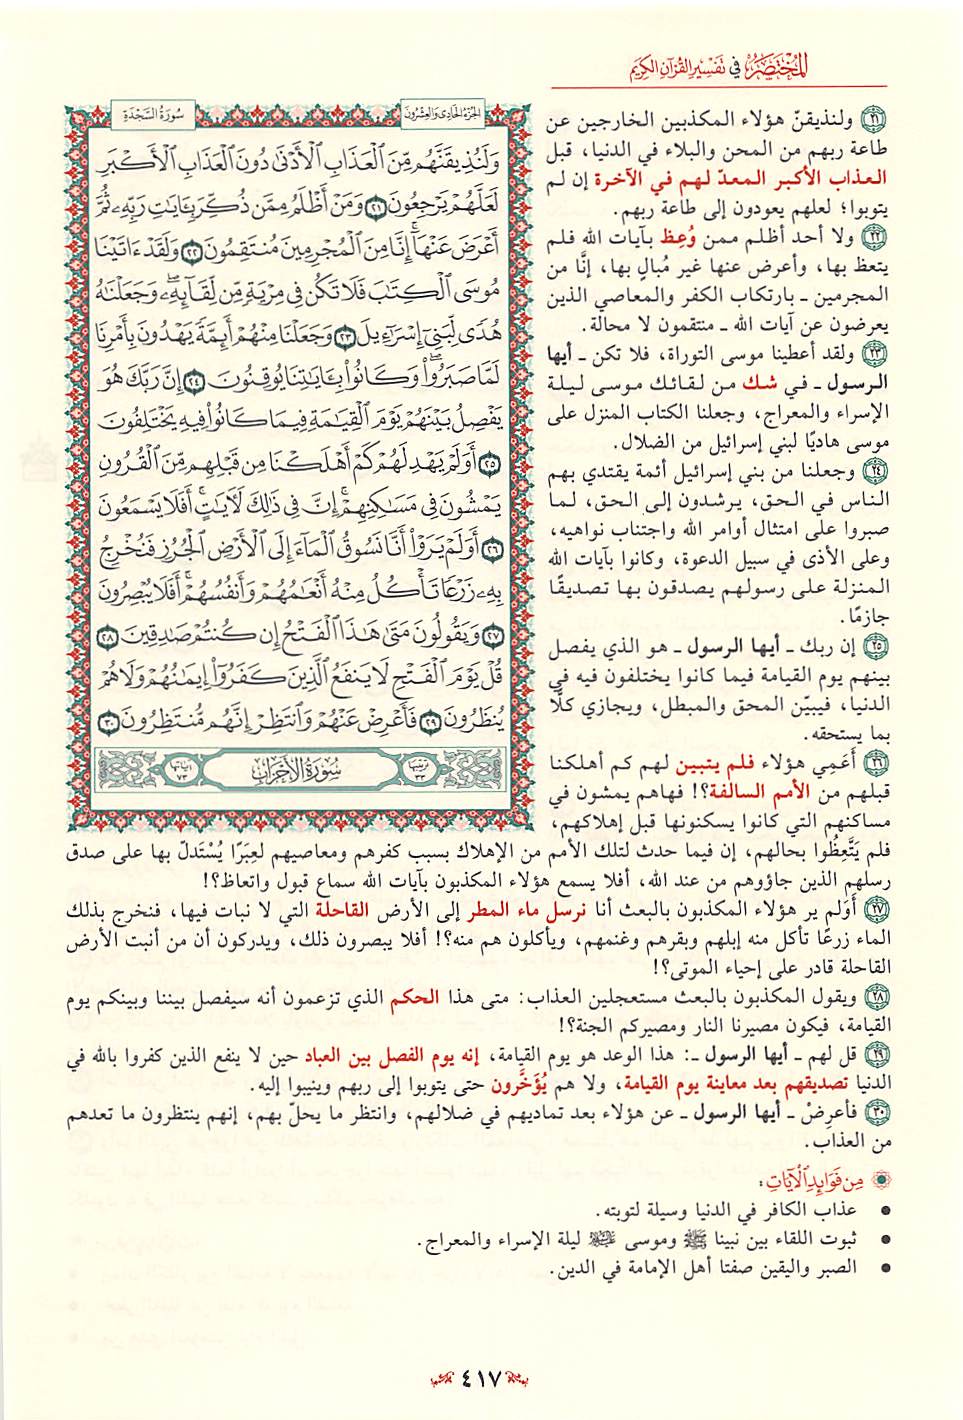 المختصر في تفسير القرآن الكريم
الجزء الحادي والعشرون
سورة السجدة
وَلَنُذِيقَنَّهُم مِّنَ ٱلْعَذَابِ ٱلْأَدْنَىٰ دُونَ ٱلْعَذَابِ ٱلْأَكْبَرِ
لَعَلَّهُمْ يَرْجِعُونَ ٢١ وَمَنْ أَظْلَمُ مِمَّن ذُكِّرَ بِـَٔايَٰتِ رَبِّهِۦ ثُمَّ
أَعْرَضَ عَنْهَآۚ إِنَّا مِنَ ٱلْمُجْرِمِينَ مُنتَقِمُونَ ٢٢ وَلَقَدْ ءَاتَيْنَا
مُوسَى ٱلْكِتَٰبَ فَلَا تَكُن فِي مِرْيَةٍ مِّن لِّقَآئِهِۦۖ وَجَعَلْنَٰهُ
هُدًى لِّبَنِيٓ إِسْرَٰٓءِيلَ ٢٣ وَجَعَلْنَا مِنْهُمْ أَئِمَّةً يَهْدُونَ بِأَمْرِنَا
لَمَّا صَبَرُوا۟ۖ وَكَانُوا۟ بِـَٔايَٰتِنَا يُوقِنُونَ ٢٤ إِنَّ رَبَّكَ هُوَ
يَفْصِلُ بَيْنَهُمْ يَوْمَ ٱلْقِيَٰمَةِ فِيمَا كَانُوا۟ فِيهِ يَخْتَلِفُونَ
٢٥ أَوَلَمْ يَهْدِ لَهُمْ كَمْ أَهْلَكْنَا مِن قَبْلِهِم مِّنَ ٱلْقُرُونِ
يَمْشُونَ فِي مَسَٰكِنِهِمْۚ إِنَّ فِي ذَٰلِكَ لَأٓيَٰتٍۚ أَفَلَا يَسْمَعُونَ
٢٦ أَوَلَمْ يَرَوْا۟ أَنَّا نَسُوقُ ٱلْمَآءَ إِلَى ٱلْأَرْضِ ٱلْجُرُزِ فَنُخْرِجُ
بِهِۦ زَرْعًا تَأْكُلُ مِنْهُ أَنْعَٰمُهُمْ وَأَنفُسُهُمْۚ أَفَلَا يُبْصِرُونَ
٢٧ وَيَقُولُونَ مَتَىٰ هَٰذَا ٱلْفَتْحُ إِن كُنتُمْ صَٰدِقِينَ ٢٨
قُلْ يَوْمَ ٱلْفَتْحِ لَا يَنفَعُ ٱلَّذِينَ كَفَرُوٓا۟ إِيمَٰنُهُمْ وَلَا هُمْ
يُنظَرُونَ ٢٩ فَأَعْرِضْ عَنْهُمْ وَٱنتَظِرْ إِنَّهُم مُّنتَظِرُونَ ٣٠
ترتيبها ٣٣ سورة الأحزاب آياتها ٧٣
٢١ ولنذيقنّ هؤلاء المكذبين الخارجين عن
طاعة ربهم من المحن والبلاء في الدنيا، قبل
العذاب الأكبر المعدّ لهم في الآخرة إن لم
يتوبوا؛ لعلهم يعودون إلى طاعة ربهم.
٢٢ ولا أحد أظلم ممن وُعِظ بآيات الله فلم
يتعظ بها، وأعرض عنها غير مُبالٍ بها، إنَّا من
المجرمين - بارتكاب الكفر والمعاصي الذين
يعرضون عن آيات الله - منتقمون لا محالة.
٢٣ ولقد أعطينا موسى التوراة، فلا تكن - أيها
الرسول - في شك من لقائك موسى ليلة
الإسراء والمعراج، وجعلنا الكتاب المنزل على
موسى هاديًا لبني إسرائيل من الضلال.
٢٤ وجعلنا من بني إسرائيل أئمة يقتدي بهم
الناس في الحق، يرشدون إلى الحق، لما
صبروا على امتثال أوامر الله واجتناب نواهيه،
وعلى الأذى في سبيل الدعوة، وكانوا بآيات الله
المنزلة على رسولهم يصدقون بها تصديقًا
جازمًا.
٢٥ إن ربك - أيها الرسول - هو الذي يفصل
بينهم يوم القيامة فيما كانوا يختلفون فيه في
الدنيا، فيبيّن المحق والمبطل، ويجازي كلًّا
بما يستحقه.
٢٦ أَعَمِي هؤلاء فلم يتبين لهم كم أهلكنا
قبلهم من الأمم السالفة؟! فهاهم يمشون في
مساكنهم التي كانوا يسكنونها قبل إهلاكهم،
فلم يَتَّعِظُوا بحالهم، إن فيما حدث لتلك الأمم من الإهلاك بسبب كفرهم ومعاصيهم لعِبَرًا يُسْتَدلّ بها على صدق
رسلهم الذين جاؤوهم من عند الله، أفلا يسمع هؤلاء المكذبون بآيات الله سماع قبول واتعاظ؟!
٢٧ أَوَلم ير هؤلاء المكذبون بالبعث أنا نرسل ماء المطر إلى الأرض القاحلة التي لا نبات فيها، فنخرج بذلك
الماء زرعًا تأكل منه إبلهم وبقرهم وغنمهم، ويأكلون هم منه؟! أفلا يبصرون ذلك، ويدركون أن من أنبت الأرض
القاحلة قادر على إحياء الموتى؟!
٢٨ ويقول المكذبون بالبعث مستعجلين العذاب: متى هذا الحكم الذي تزعمون أنه سيفصل بيننا وبينكم يوم
القيامة، فيكون مصيرنا النار ومصيركم الجنة؟!
٢٩ قل لهم - أيها الرسول -: هذا الوعد هو يوم القيامة، إنه يوم الفصل بين العباد حين لا ينفع الذين كفروا بالله في
الدنيا تصديقهم بعد معاينة يوم القيامة، ولا هم يُؤَخَّرون حتى يتوبوا إلى ربهم وينيبوا إليه.
٣٠ فأعرِضْ - أيها الرسول - عن هؤلاء بعد تماديهم في ضلالهم، وانتظر ما يحلّ بهم، إنهم ينتظرون ما تعدهم
من العذاب.
من فوائد الآيات:
• عذاب الكافر في الدنيا وسيلة لتوبته.
• ثبوت اللقاء بين نبينا ﷺ وموسى عليه السلام ليلة الإسراء والمعراج.
• الصبر واليقين صفتا أهل الإمامة في الدين.
٤١٧